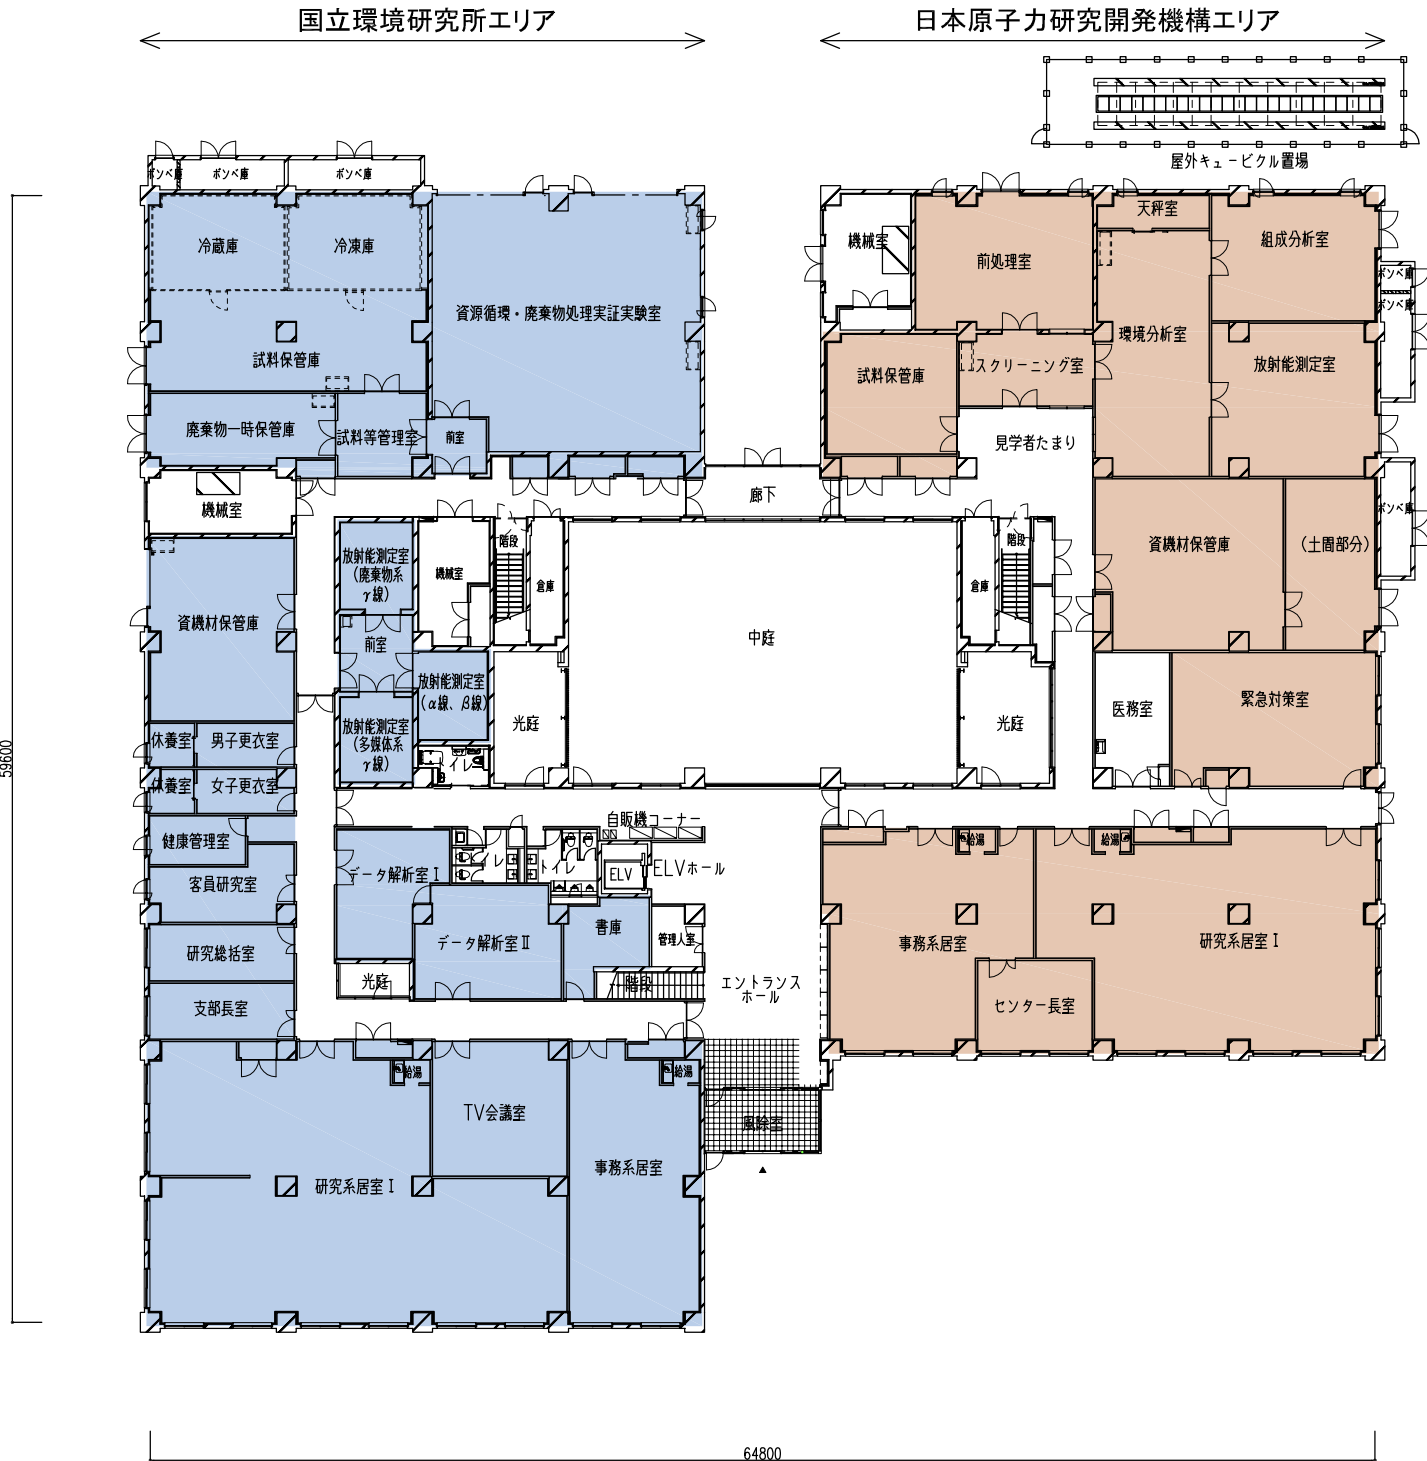 国立環境研究所エリア
日本原子力研究開発機構エリア
屋外キュービクル置場
ボンベ庫
ボンベ庫
ボンベ庫
冷蔵庫
冷凍庫
試料保管庫
資源循環・廃棄物処理実証実験室
廃棄物一時保管庫
試料等管理室
前室
機械室
機械室
前処理室
天秤室
組成分析室
環境分析室
ボンベ庫
ボンベ庫
試料保管庫
スクリーニング室
放射能測定室
見学者たまり
廊下
資機材保管庫
(土間部分)
ボンベ庫
放射能測定室
(廃棄物系
γ線)
機械室
階段
倉庫
中庭
倉庫
階段
資機材保管庫
前室
放射能測定室
(α線、β線)
放射能測定室
(多媒体系
γ線)
トイレ
光庭
光庭
医務室
緊急対策室
休養室
男子更衣室
休養室
女子更衣室
健康管理室
客員研究室
研究総括室
支部長室
自販機コーナー
データ解析室Ⅰ
トイレ
トイレ
ELV
ELVホール
データ解析室Ⅱ
書庫
管理人室
光庭
階段
エントランス
ホール
給湯
給湯
事務系居室
研究系居室Ⅰ
センター長室
給湯
TV会議室
給湯
風除室
研究系居室Ⅰ
事務系居室
59600
64800